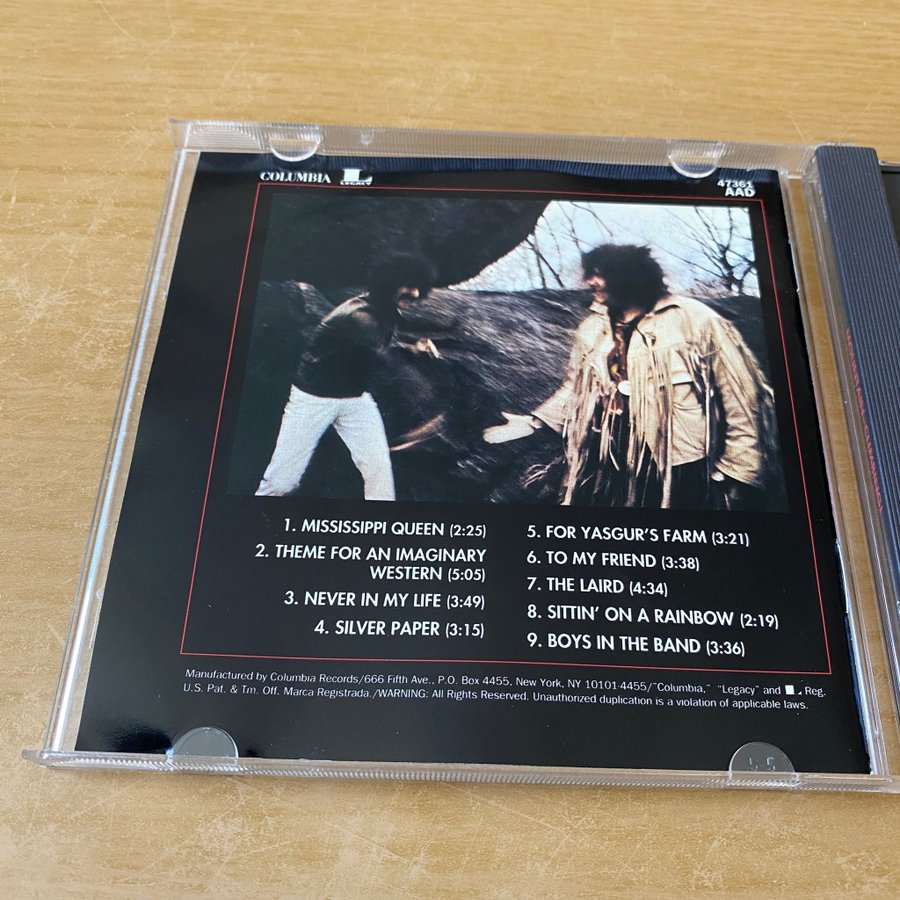 COLUMBIA
LEGACY
47361
AAD
1. MISSISSIPPI QUEEN (2:25)
2. THEME FOR AN IMAGINARY
WESTERN (5:05)
3. NEVER IN MY LIFE (3:49)
4. SILVER PAPER (3:15)
5. FOR YASGUR'S FARM (3:21)
6. TO MY FRIEND (3:38)
7. THE LAIRD (4:34)
8. SITTIN' ON A RAINBOW (2:19)
9. BOYS IN THE BAND (3:36)
Manufactured by Columbia Records/666 Fifth Ave., P.O. Box 4455, New York, NY 10101-4455/"Columbia," "Legacy" and L Reg.
U.S. Pat. & Tm. Off. Marca Registrada./WARNING: All Rights Reserved. Unauthorized duplication is a violation of applicable laws.